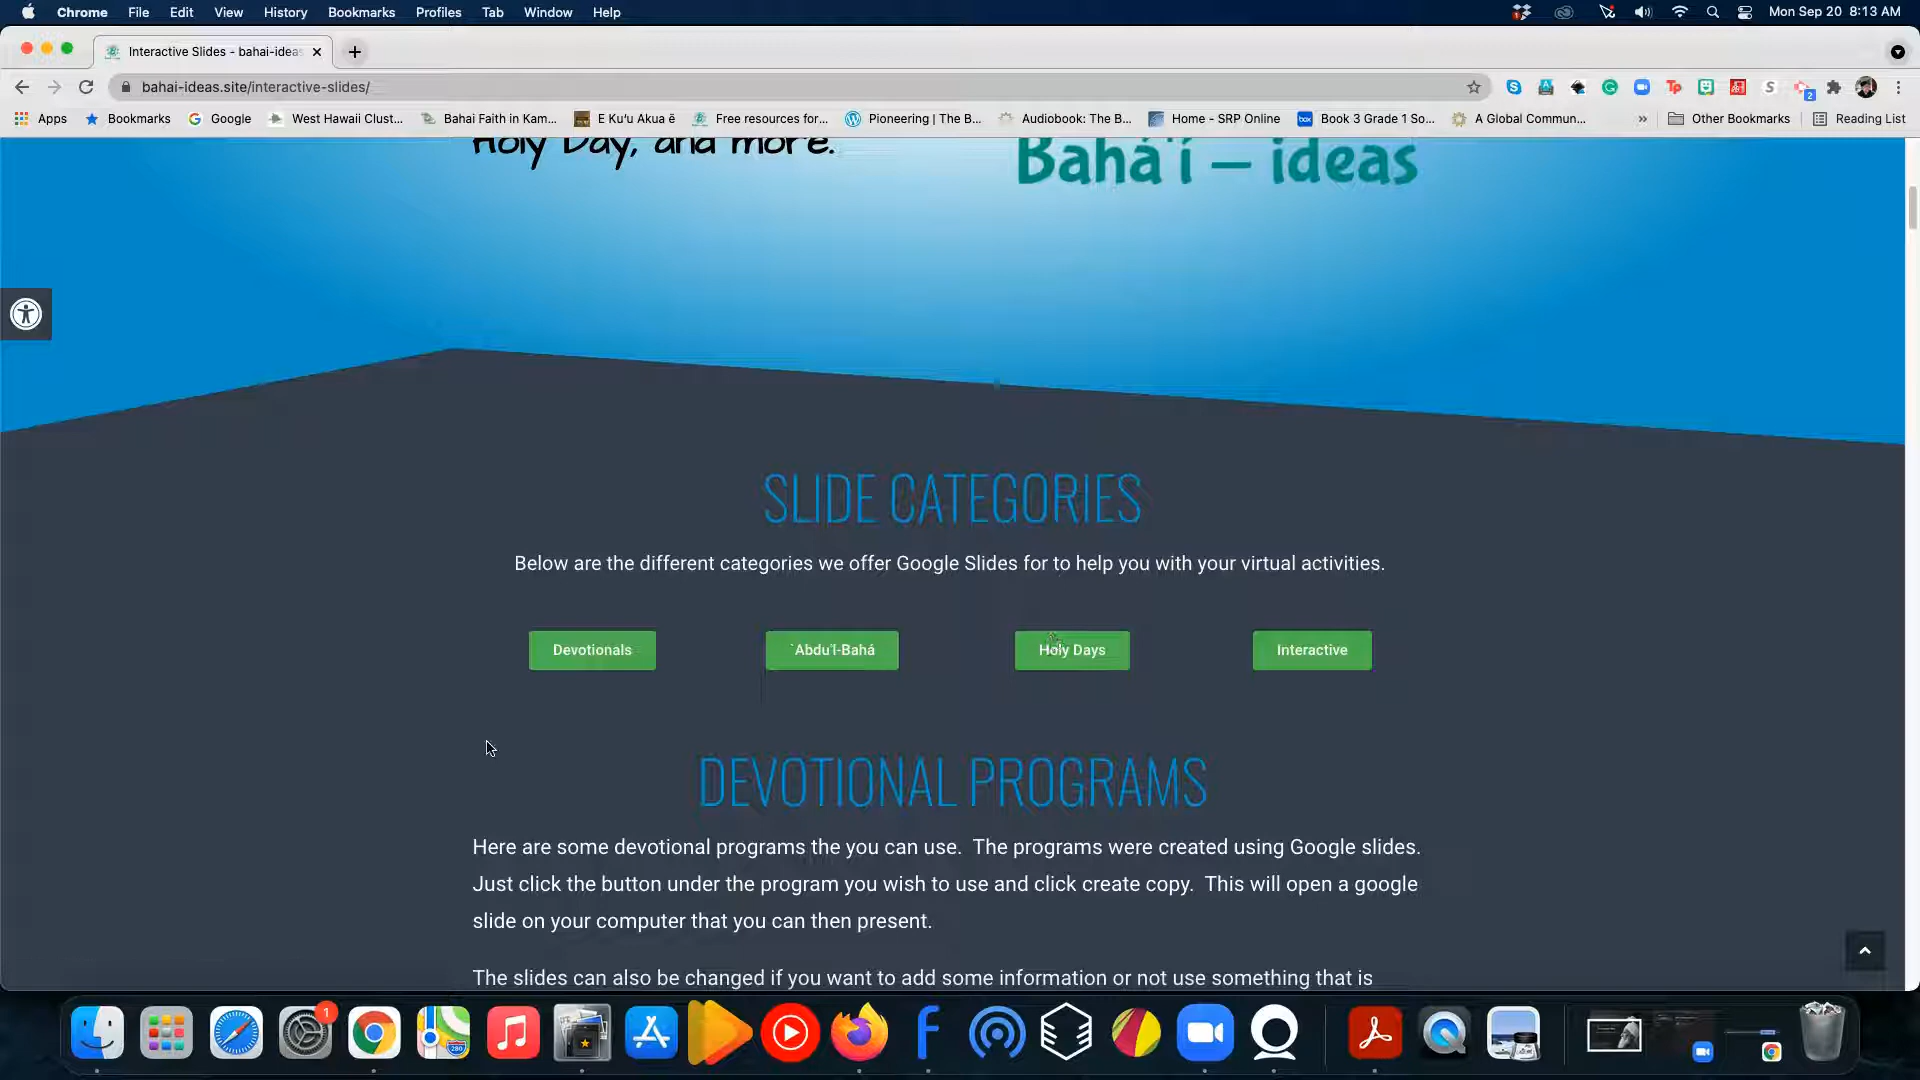 Chrome File Edit View History Bookmarks Profiles Tab Window Help Mon Sep 20 8:13 AM
Interactive Slides - bahai-ideas
bahai-ideas.site/interactive-slides/
Apps Bookmarks Google West Hawaii Clust... Bahai Faith in Kam... E Kuʻu Akua ē Free resources for... Pioneering | The B... Audiobook: The B... Home - SRP Online Book 3 Grade 1 So... A Global Commun... » Other Bookmarks Reading List
Holy Day, and more.
Bahá'í – ideas
SLIDE CATEGORIES
Below are the different categories we offer Google Slides for to help you with your virtual activities.
Devotionals `Abdu'l-Bahá Holy Days Interactive
DEVOTIONAL PROGRAMS
Here are some devotional programs the you can use. The programs were created using Google slides.
Just click the button under the program you wish to use and click create copy. This will open a google
slide on your computer that you can then present.
The slides can also be changed if you want to add some information or not use something that is
1
280